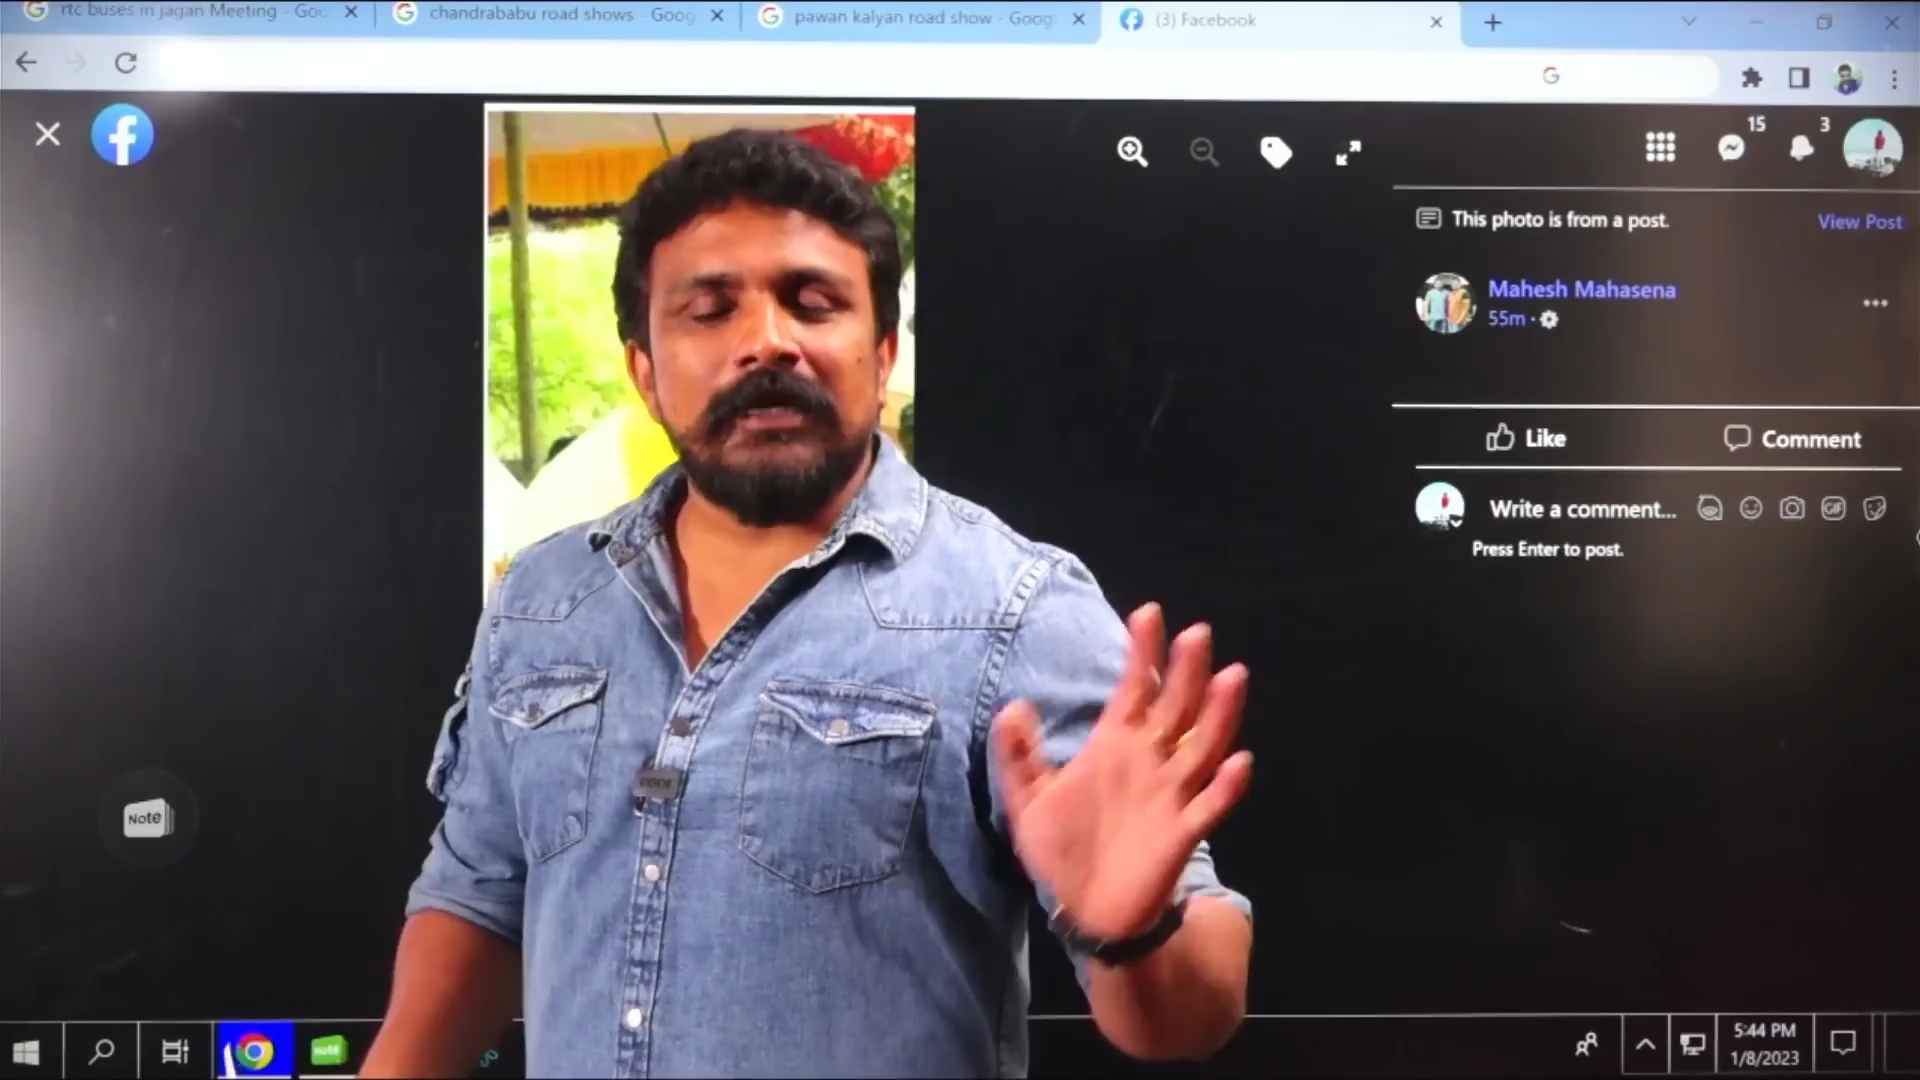 rtc buses in jagan Meeting - Goo
chandrababu road shows - Goog
pawan kalyan road show - Goog
(3) Facebook
15
3
This photo is from a post.
View Post
Mahesh Mahasena
55m
Like
Comment
Write a comment...
GIF
Press Enter to post.
Note
note
5:44 PM
1/8/2023